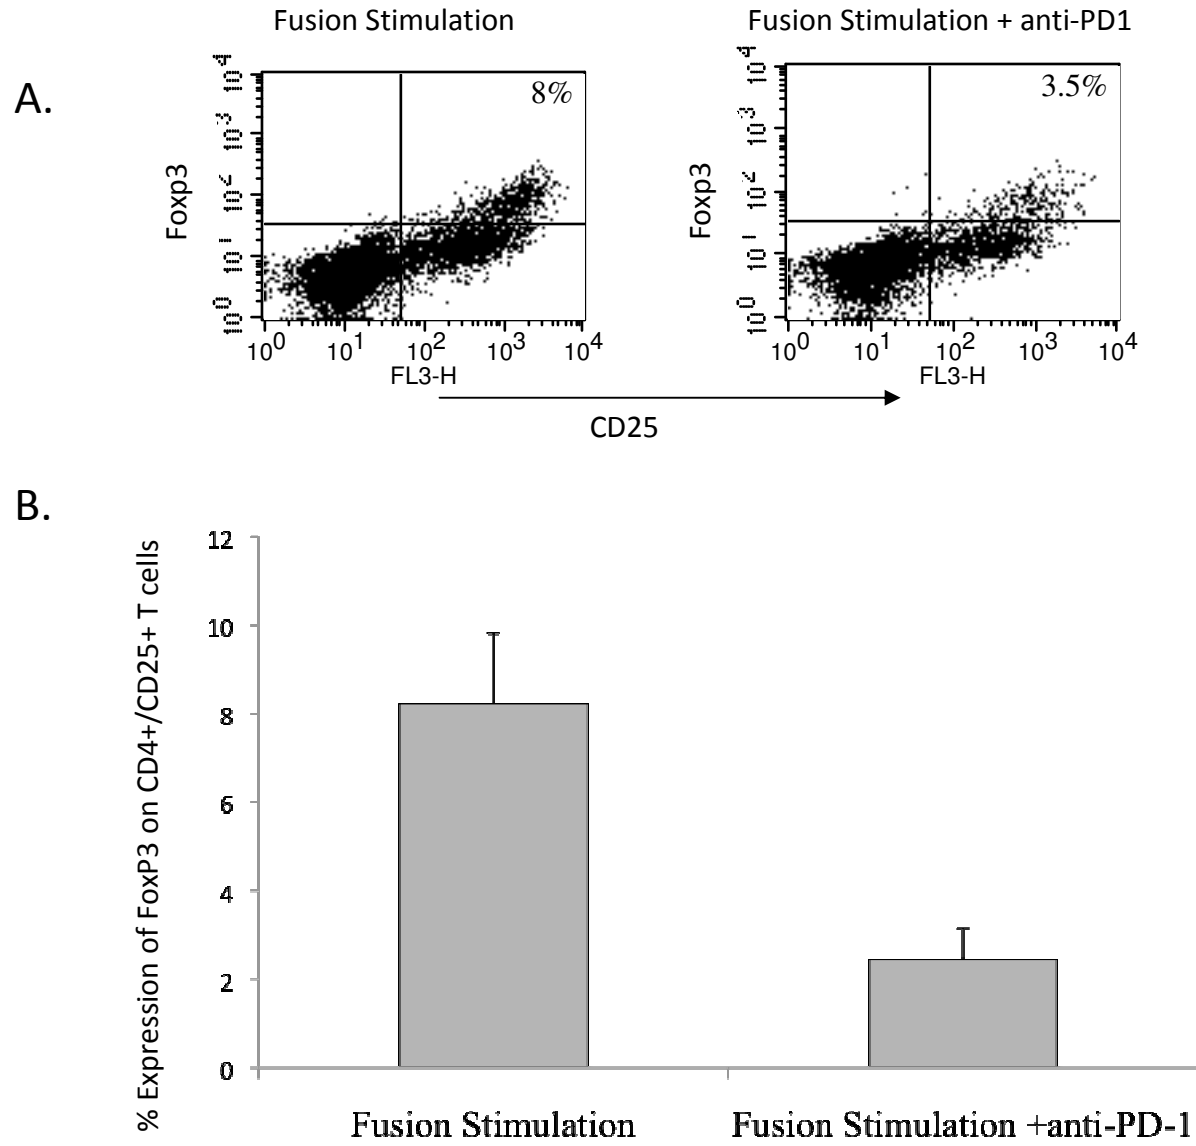 Fusion Stimulation
Fusion Stimulation + anti-PD1
A.
Foxp3
10^4
10^3
10^2
10^1
10^0
8%
10^0 10^1 10^2 10^3 10^4
FL3-H
Foxp3
10^4
10^3
10^2
10^1
10^0
3.5%
10^0 10^1 10^2 10^3 10^4
FL3-H
CD25
B.
% Expression of FoxP3 on CD4+/CD25+ T cells
12
10
8
6
4
2
0
Fusion Stimulation
Fusion Stimulation +anti-PD-1